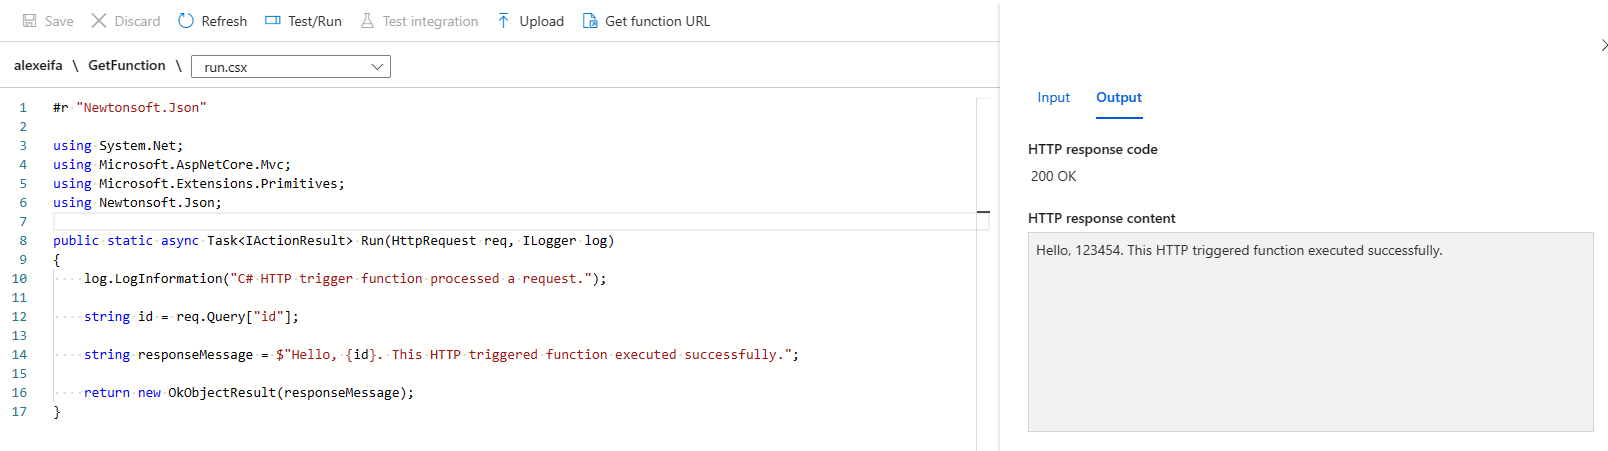 Save Discard Refresh Test/Run Test integration Upload Get function URL
alexeifa \ GetFunction \ run.csx
1 #r "Newtonsoft.Json"
2
3 using System.Net;
4 using Microsoft.AspNetCore.Mvc;
5 using Microsoft.Extensions.Primitives;
6 using Newtonsoft.Json;
7
8 public static async Task<IActionResult> Run(HttpRequest req, ILogger log)
9 {
10 log.LogInformation("C# HTTP trigger function processed a request.");
11
12 string id = req.Query["id"];
13
14 string responseMessage = $"Hello, {id}. This HTTP triggered function executed successfully.";
15
16 return new OkObjectResult(responseMessage);
17 }
Input Output
HTTP response code
200 OK
HTTP response content
Hello, 123454. This HTTP triggered function executed successfully.